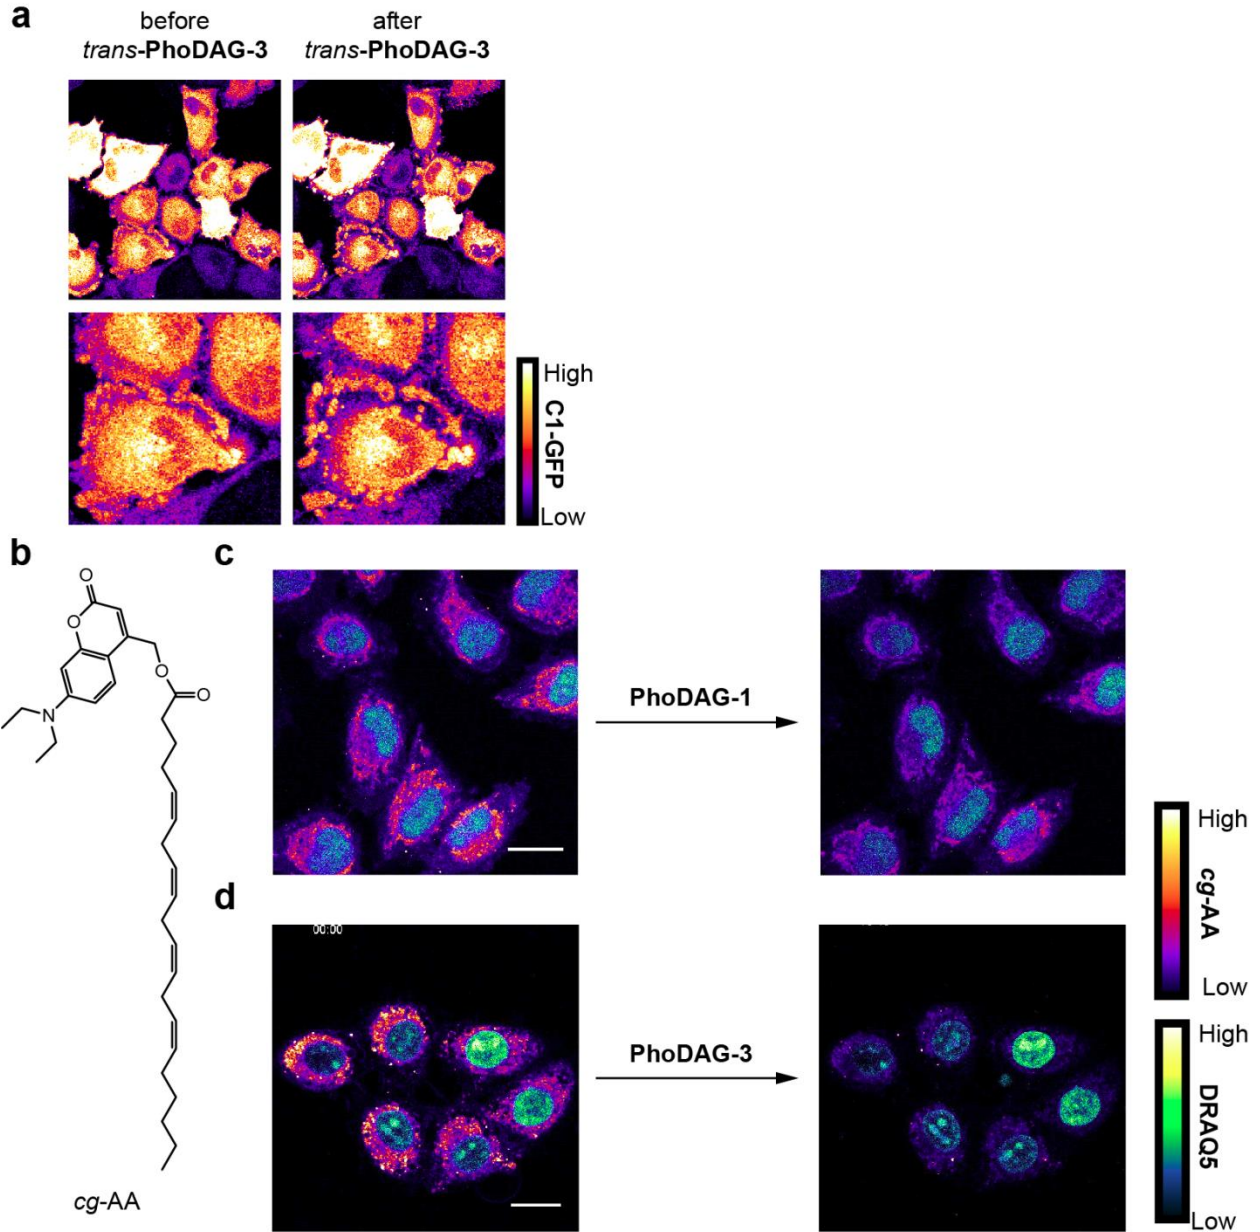 a
before
trans-PhoDAG-3
after
trans-PhoDAG-3
High
C1-GFP
Low
b
O
O
O
O
N
cg-AA
c
PhoDAG-1
High
cg-AA
Low
d
00:00
PhoDAG-3
High
DRAQ5
Low